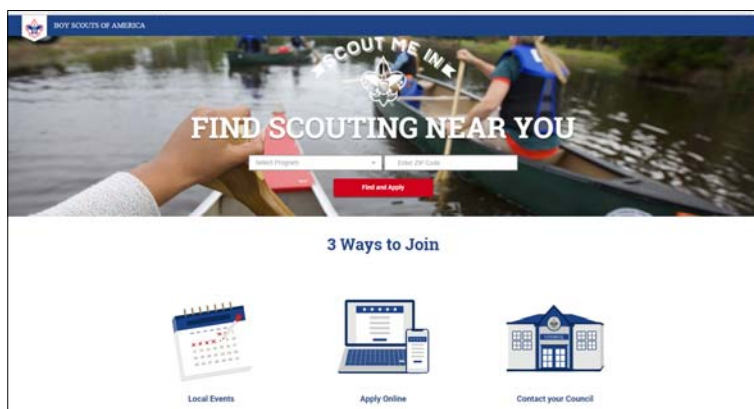 BOY SCOUTS OF AMERICA
SCOUT ME IN
FIND SCOUTING NEAR YOU
Select Program
Enter ZIP Code
Find and Apply
3 Ways to Join
Local Events
Apply Online
Contact your Council